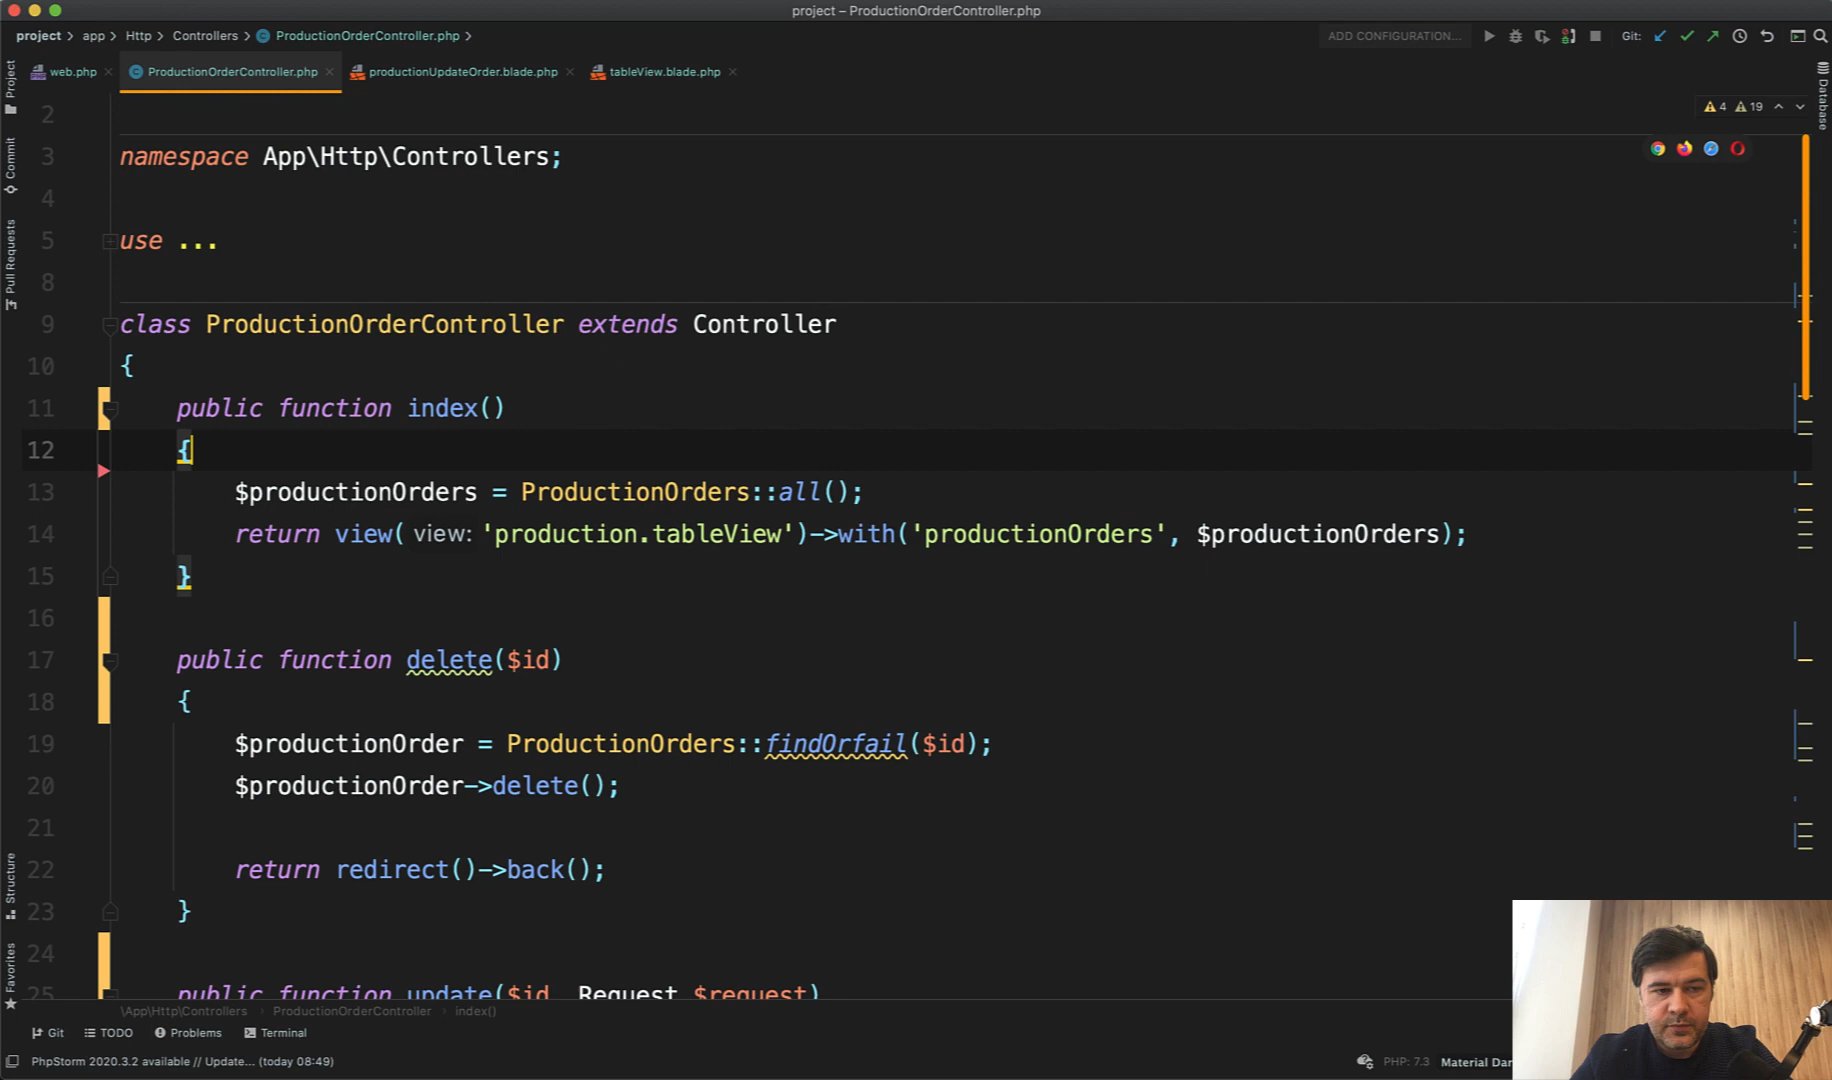 project – ProductionOrderController.php
project > app > Http > Controllers > ProductionOrderController.php >
ADD CONFIGURATION...
Git:
web.php
ProductionOrderController.php
productionUpdateOrder.blade.php
tableView.blade.php
Project
Commit
Pull Requests
Structure
Favorites
Database
4 19
2
3 namespace App\Http\Controllers;
4
5 use ...
8
9 class ProductionOrderController extends Controller
10 {
11 public function index()
12 {
13 $productionOrders = ProductionOrders::all();
14 return view( view: 'production.tableView')->with('productionOrders', $productionOrders);
15 }
16
17 public function delete($id)
18 {
19 $productionOrder = ProductionOrders::findOrfail($id);
20 $productionOrder->delete();
21
22 return redirect()->back();
23 }
24
25 public function update($id, Request $request)
\App\Http\Controllers > ProductionOrderController > index()
Git
TODO
Problems
Terminal
PhpStorm 2020.3.2 available // Update... (today 08:49)
PHP: 7.3
Material Dar